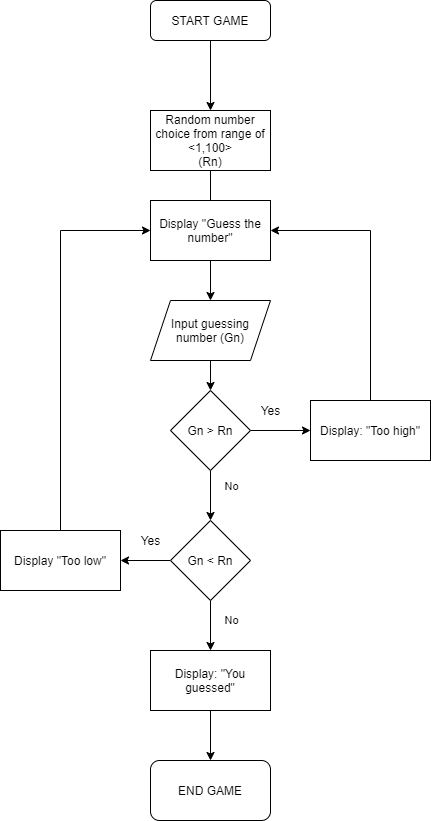 START GAME
Random number
choice from range of
<1,100>
(Rn)
Display "Guess the
number"
Input guessing
number (Gn)
Gn > Rn
Yes
Display: "Too high"
No
Gn < Rn
Yes
Display "Too low"
No
Display: "You
guessed"
END GAME